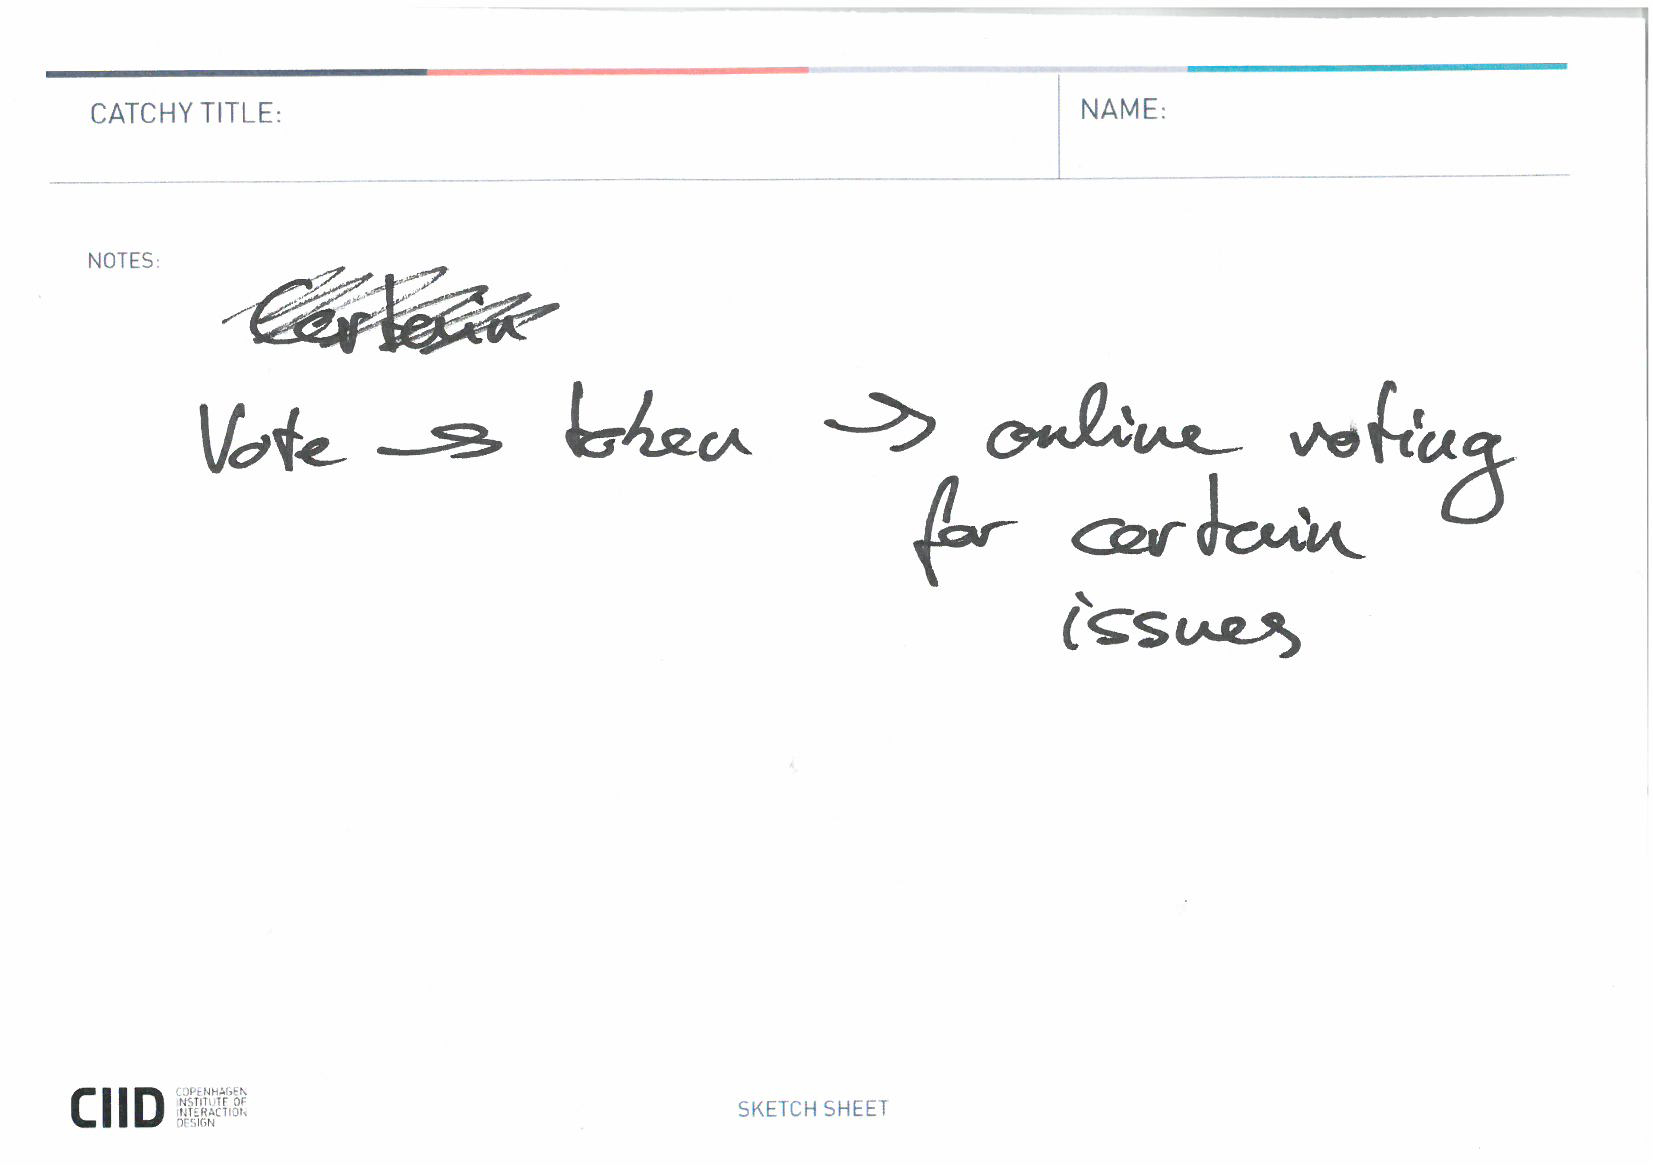 CATCHY TITLE:
NAME:
NOTES:
Certain
Vote → token → online voting
for certain
issues
CIID
COPENHAGEN
INSTITUTE OF
INTERACTION
DESIGN
SKETCH SHEET